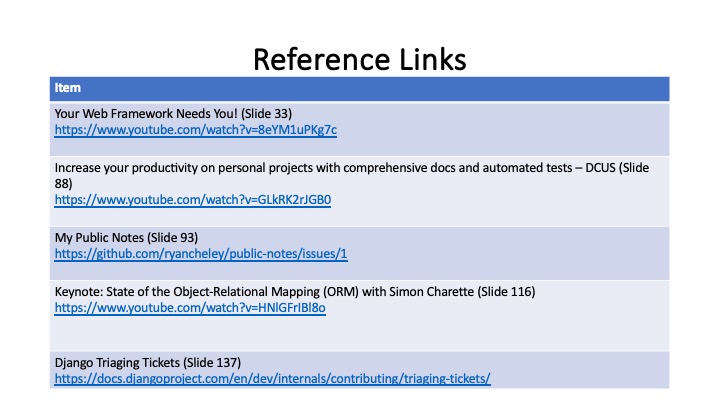 Reference Links
Item
Your Web Framework Needs You! (Slide 33)
https://www.youtube.com/watch?v=8eYM1uPKg7c
Increase your productivity on personal projects with comprehensive docs and automated tests – DCUS (Slide
88)
https://www.youtube.com/watch?v=GLkRK2rJGB0
My Public Notes (Slide 93)
https://github.com/ryancheley/public-notes/issues/1
Keynote: State of the Object-Relational Mapping (ORM) with Simon Charette (Slide 116)
https://www.youtube.com/watch?v=HNlGFrlBl8o
Django Triaging Tickets (Slide 137)
https://docs.djangoproject.com/en/dev/internals/contributing/triaging-tickets/